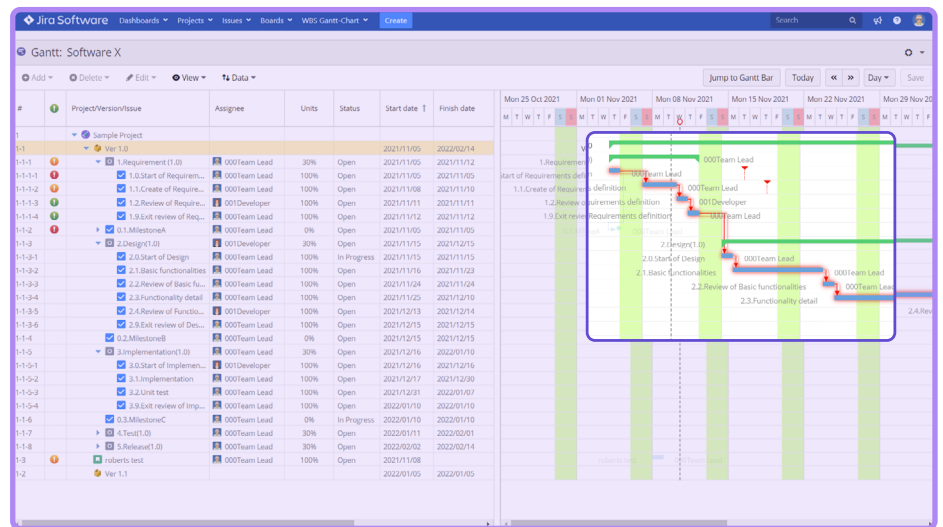 Jira Software Dashboards Projects Issues Boards WBS Gantt-Chart Create Search
Gantt: Software X
Add Delete Edit View Data Jump to Gantt Bar Today « » Day Save
# Project/Version/Issue Assignee Units Status Start date ↑ Finish date
Mon 25 Oct 2021 Mon 01 Nov 2021 Mon 08 Nov 2021 Mon 15 Nov 2021 Mon 22 Nov 2021 Mon 29 Nov 20
M T W T F S S M T W T F S S M T W T F S S M T W T F S S M T W T F S S M T W T F
1 Sample Project
1-1 Ver 1.0 2021/11/05 2022/02/14
1-1-1 1.Requirement (1.0) 000Team Lead 30% Open 2021/11/05 2021/11/12 1.Requirement 000Team Lead
1-1-1-1 1.0.Start of Requirem... 000Team Lead 100% Open 2021/11/05 2021/11/05 start of Requirements defi 000Team Lead
1-1-1-2 1.1.Create of Require... 000Team Lead 100% Open 2021/11/08 2021/11/10 1.1.Create of Requirements definition 000Team Lead
1-1-1-3 1.2.Review of Require... 001Developer 100% Open 2021/11/11 2021/11/11 1.2.Review Requirements definition 001Developer
1-1-1-4 1.9.Exit review of Req... 000Team Lead 100% Open 2021/11/12 2021/11/12 1.9.Exit review Requirements definition 000Team Lead
1-1-2 0.1.MilestoneA 000Team Lead 0% Open 2021/11/05 2021/11/05
1-1-3 2.Design(1.0) 001Developer 30% Open 2021/11/15 2021/12/15 2.Design(1.0)
1-1-3-1 2.0.Start of Design 000Team Lead 100% In Progress 2021/11/15 2021/11/15 2.0.Start of Design 000Team Lead
1-1-3-2 2.1.Basic functionalities 000Team Lead 100% Open 2021/11/16 2021/11/23 2.1.Basic functionalities 000Team Lead
1-1-3-3 2.2.Review of Basic fu... 000Team Lead 100% Open 2021/11/24 2021/11/24 2.2.Review of Basic functionalities 000Team Lead
1-1-3-4 2.3.Functionality detail 000Team Lead 100% Open 2021/11/25 2021/12/10 2.3.Functionality detail
1-1-3-5 2.4.Review of Functio... 001Developer 100% Open 2021/12/13 2021/12/14 2.4.Rev
1-1-3-6 2.9.Exit review of Des... 000Team Lead 100% Open 2021/12/15 2021/12/15
1-1-4 0.2.MilestoneB 000Team Lead 0% Open 2021/12/15 2021/12/15
1-1-5 3.Implementation(1.0) 000Team Lead 30% Open 2021/12/16 2022/01/10
1-1-5-1 3.0.Start of Implemen... 001Developer 100% Open 2021/12/16 2021/12/16
1-1-5-2 3.1.Implementation 000Team Lead 100% Open 2021/12/17 2021/12/30
1-1-5-3 3.2.Unit test 000Team Lead 100% Open 2021/12/31 2022/01/07
1-1-5-4 3.9.Exit review of Imp... 000Team Lead 100% Open 2022/01/10 2022/01/10
1-1-6 0.3.MilestoneC 000Team Lead 0% In Progress 2022/01/10 2022/01/10
1-1-7 4.Test(1.0) 000Team Lead 30% Open 2022/01/11 2022/02/01
1-1-8 5.Release(1.0) 000Team Lead 30% Open 2022/02/02 2022/02/14
1-3 roberts test 000Team Lead 100% Open 2021/11/08 roberts test 000Team Lead
1-2 Ver 1.1 2022/01/05 2022/01/05